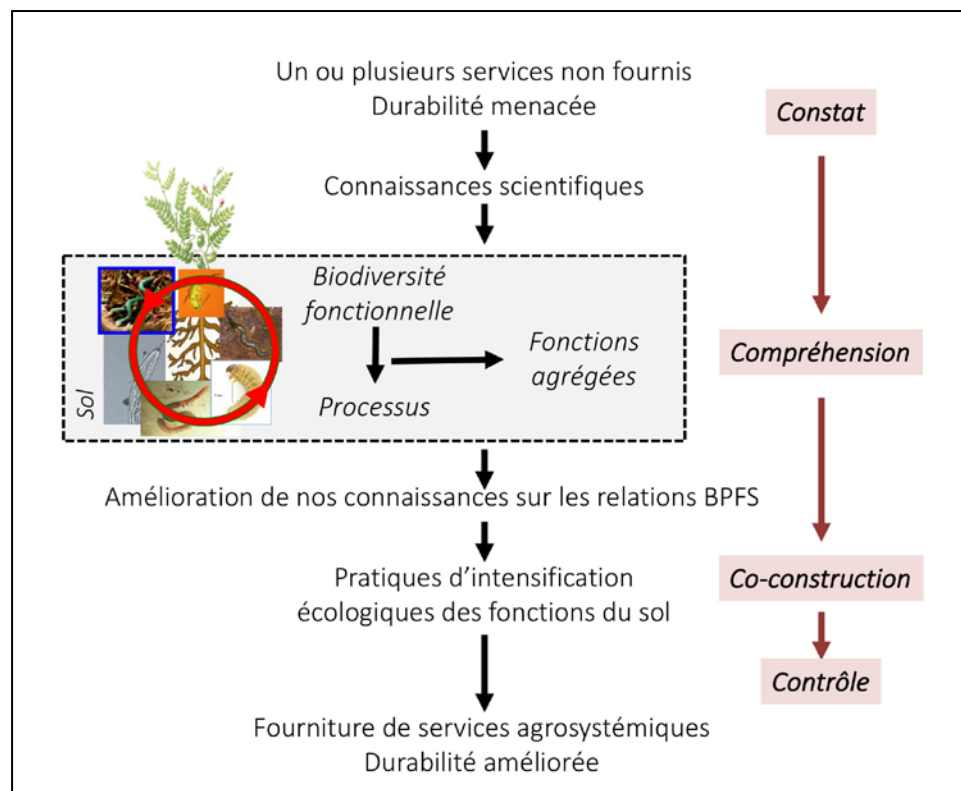 Un ou plusieurs services non fournis
Durabilité menacée
Constat
Connaissances scientifiques
Sol
Biodiversité
fonctionnelle
Processus
Fonctions
agrégées
Compréhension
Amélioration de nos connaissances sur les relations BPFS
Pratiques d'intensification
écologiques des fonctions du sol
Co-construction
Contrôle
Fourniture de services agrosystémiques
Durabilité améliorée